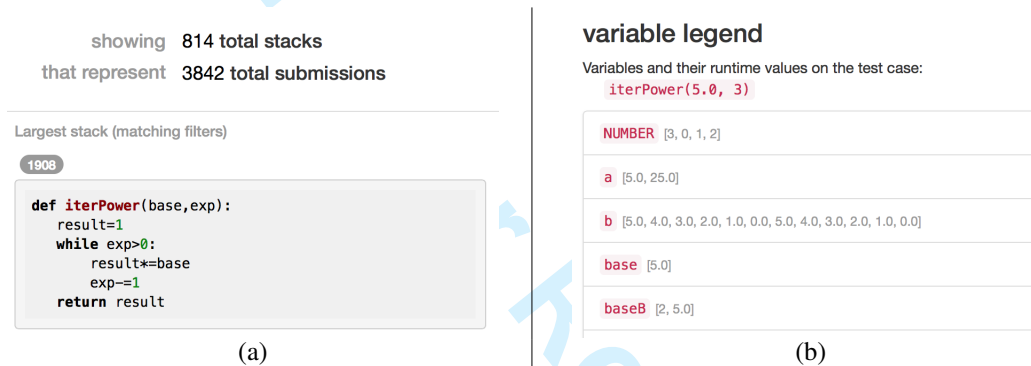 showing 814 total stacks
that represent 3842 total submissions
Largest stack (matching filters)
1908
def iterPower(base,exp):
    result=1
    while exp>0:
        result*=base
        exp-=1
    return result
(a)
variable legend
Variables and their runtime values on the test case:
iterPower(5.0, 3)
NUMBER [3, 0, 1, 2]
a [5.0, 25.0]
b [5.0, 4.0, 3.0, 2.0, 1.0, 0.0, 5.0, 4.0, 3.0, 2.0, 1.0, 0.0]
base [5.0]
baseB [2, 5.0]
(b)